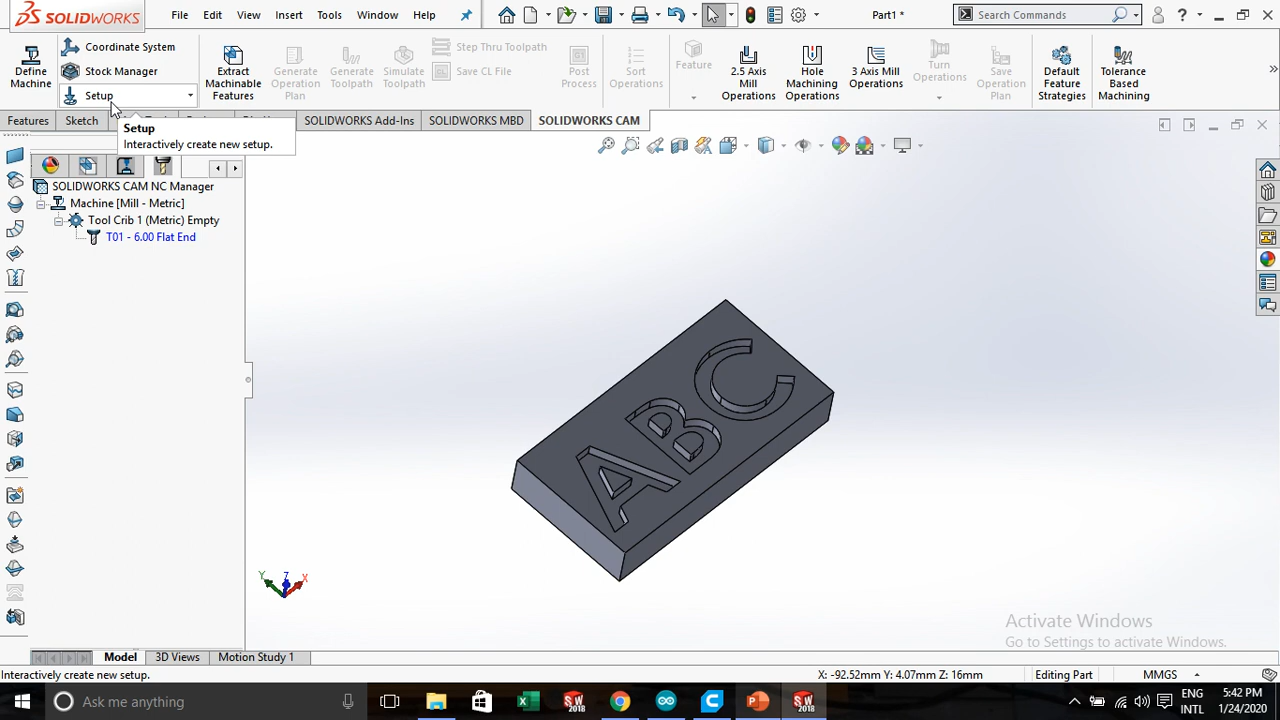 SOLIDWORKS
File Edit View Insert Tools Window Help
Part1 *
Search Commands
Define Machine
Coordinate System
Stock Manager
Setup
Extract Machinable Features
Generate Operation Plan
Generate Toolpath
Simulate Toolpath
Step Thru Toolpath
Save CL File
Post Process
Sort Operations
Feature
2.5 Axis Mill Operations
Hole Machining Operations
3 Axis Mill Operations
Turn Operations
Save Operation Plan
Default Feature Strategies
Tolerance Based Machining
Features Sketch SOLIDWORKS Add-Ins SOLIDWORKS MBD SOLIDWORKS CAM
Setup
Interactively create new setup.
SOLIDWORKS CAM NC Manager
Machine [Mill - Metric]
Tool Crib 1 (Metric) Empty
T01 - 6.00 Flat End
ABC
Y Z X
Activate Windows
Go to Settings to activate Windows.
Model 3D Views Motion Study 1
Interactively create new setup.
X: -92.52mm Y: 4.07mm Z: 16mm Editing Part MMGS
Ask me anything
ENG 5:42 PM
INTL 1/24/2020